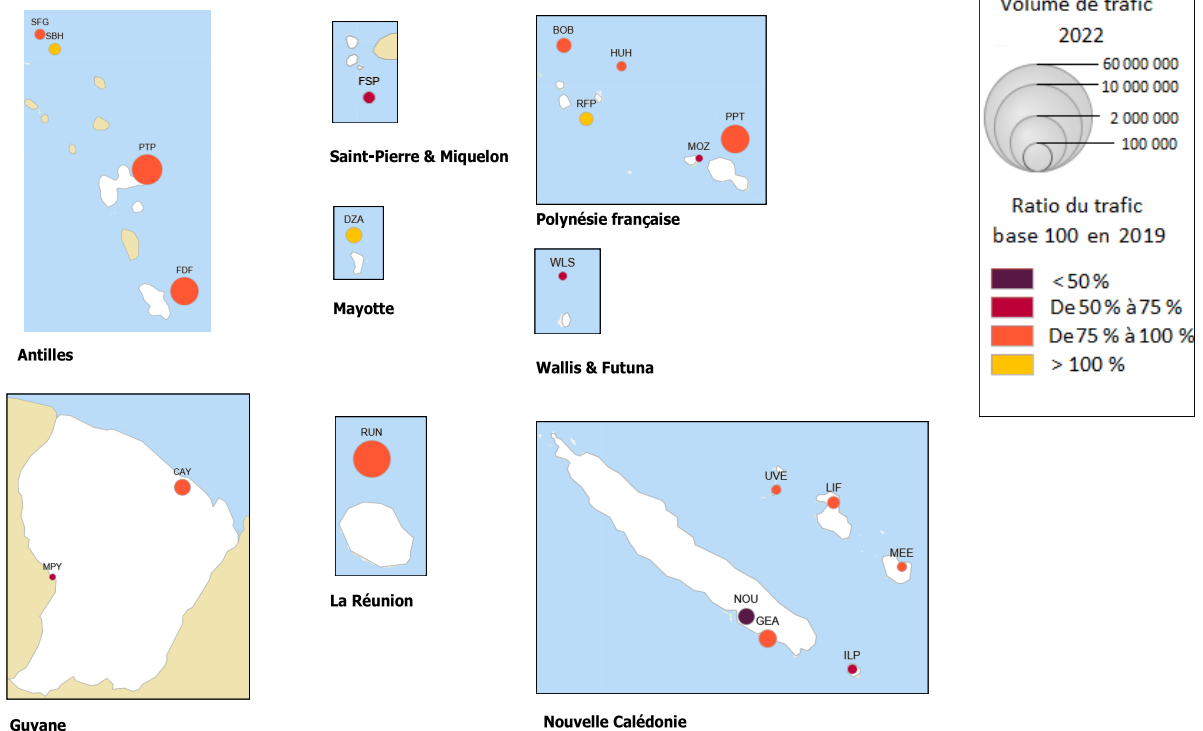 SFG
SBH
PTP
FDF
Antilles
FSP
Saint-Pierre & Miquelon
DZA
Mayotte
BOB
HUH
RFP
PPT
MOZ
Polynésie française
WLS
Wallis & Futuna
Volume de trafic
2022
60 000 000
10 000 000
2 000 000
100 000
Ratio du trafic
base 100 en 2019
< 50 %
De 50 % à 75 %
De 75 % à 100 %
> 100 %
CAY
MPY
Guyane
RUN
La Réunion
UVE
LIF
MEE
NOU
GEA
ILP
Nouvelle Calédonie